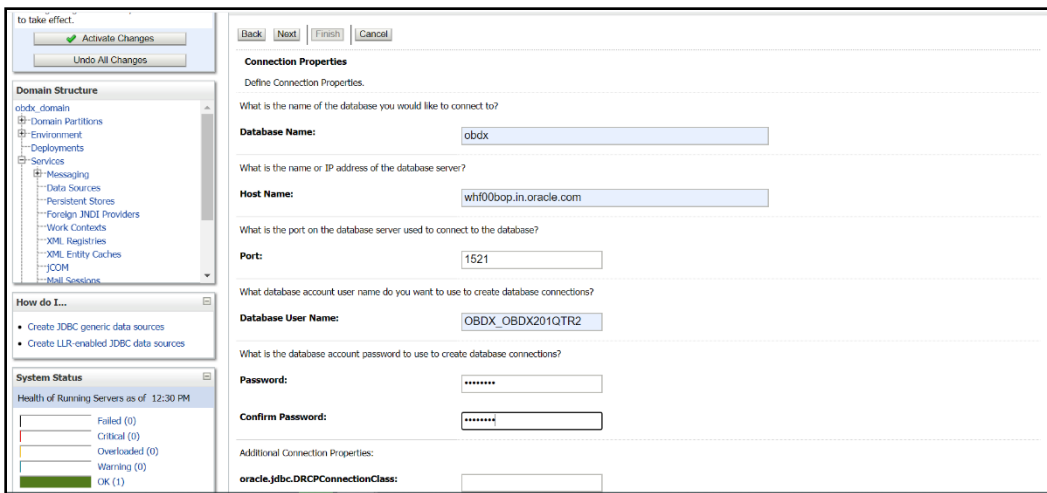 to take effect.
Activate Changes
Undo All Changes
Domain Structure
obdx_domain
Domain Partitions
Environment
Deployments
Services
Messaging
Data Sources
Persistent Stores
Foreign JNDI Providers
Work Contexts
XML Registries
XML Entity Caches
jCOM
Mail Sessions
How do I...
Create JDBC generic data sources
Create LLR-enabled JDBC data sources
System Status
Health of Running Servers as of 12:30 PM
Failed (0)
Critical (0)
Overloaded (0)
Warning (0)
OK (1)
Back Next Finish Cancel
Connection Properties
Define Connection Properties.
What is the name of the database you would like to connect to?
Database Name: obdx
What is the name or IP address of the database server?
Host Name: whf00bop.in.oracle.com
What is the port on the database server used to connect to the database?
Port: 1521
What database account user name do you want to use to create database connections?
Database User Name: OBDX_OBDX201QTR2
What is the database account password to use to create database connections?
Password: ••••••••
Confirm Password: ••••••••
Additional Connection Properties:
oracle.jdbc.DRCPConnectionClass: